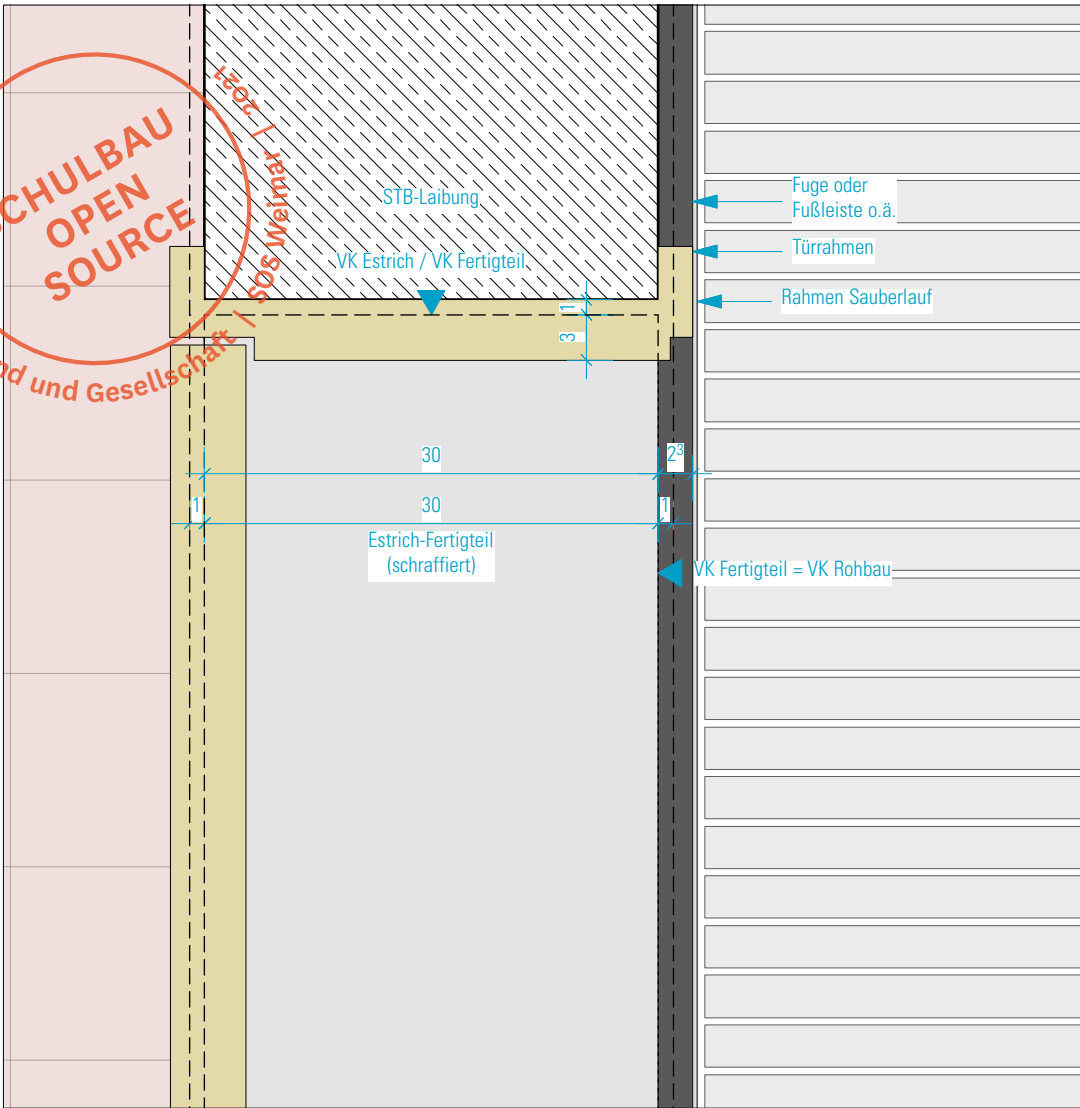 2021
SCHULBAU
OPEN
SOURCE
nd und Gesellschaft | SOS Weimar |
STB-Laibung
VK Estrich / VK Fertigteil
Fuge oder
Fußleiste o.ä.
Türrahmen
Rahmen Sauberlauf
1
3
30
2³
1
30
1
Estrich-Fertigteil
(schraffiert)
VK Fertigteil = VK Rohbau